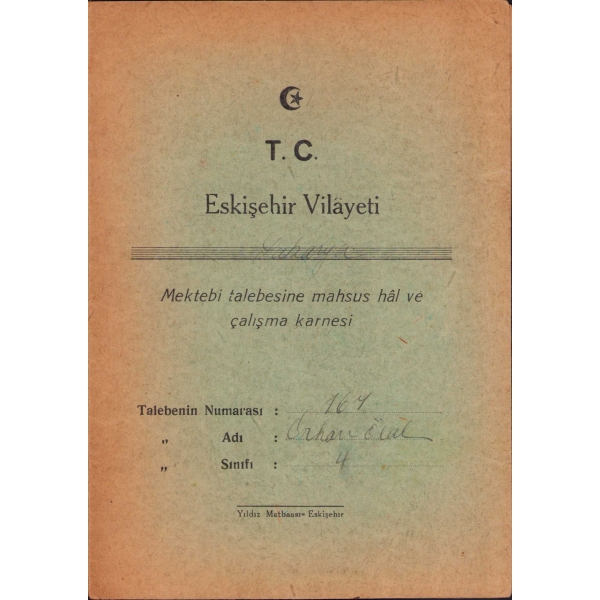 T. C.
Eskişehir Vilâyeti
Sakarya
Mektebi talebesine mahsus hâl ve
çalışma karnesi
Talebenin Numarası : 164
„ Adı : Orhan
„ Sınıfı : 4
Yıldız Matbaası= Eskişehir